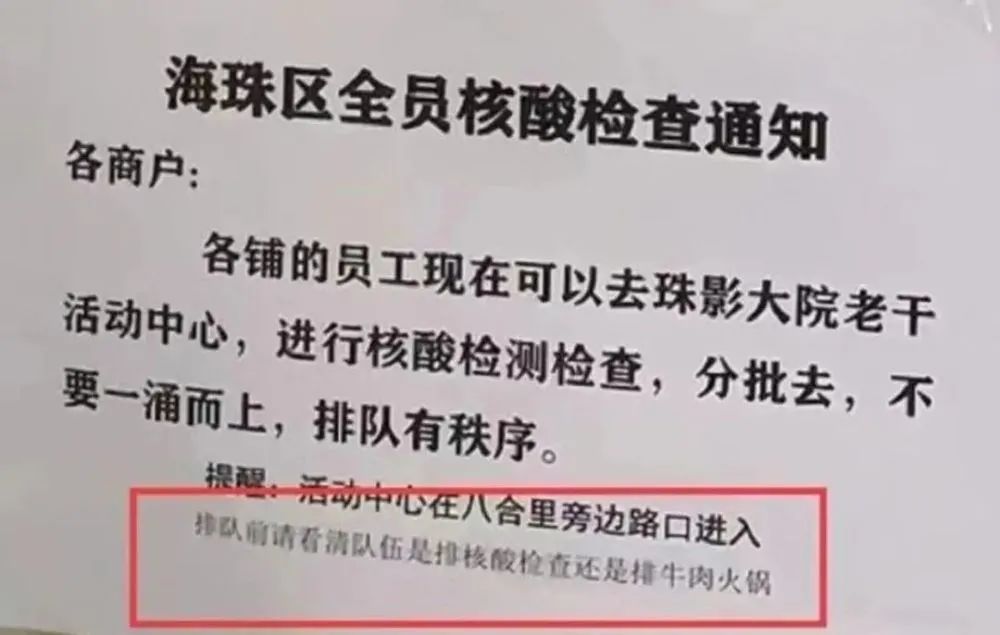 海珠区全员核酸检查通知
各商户：
各铺的员工现在可以去珠影大院老干
活动中心，进行核酸检测检查，分批去，不
要一涌而上，排队有秩序。
提醒：活动中心在八合里旁边路口进入
排队前请看清队伍是排核酸检查还是排牛肉火锅